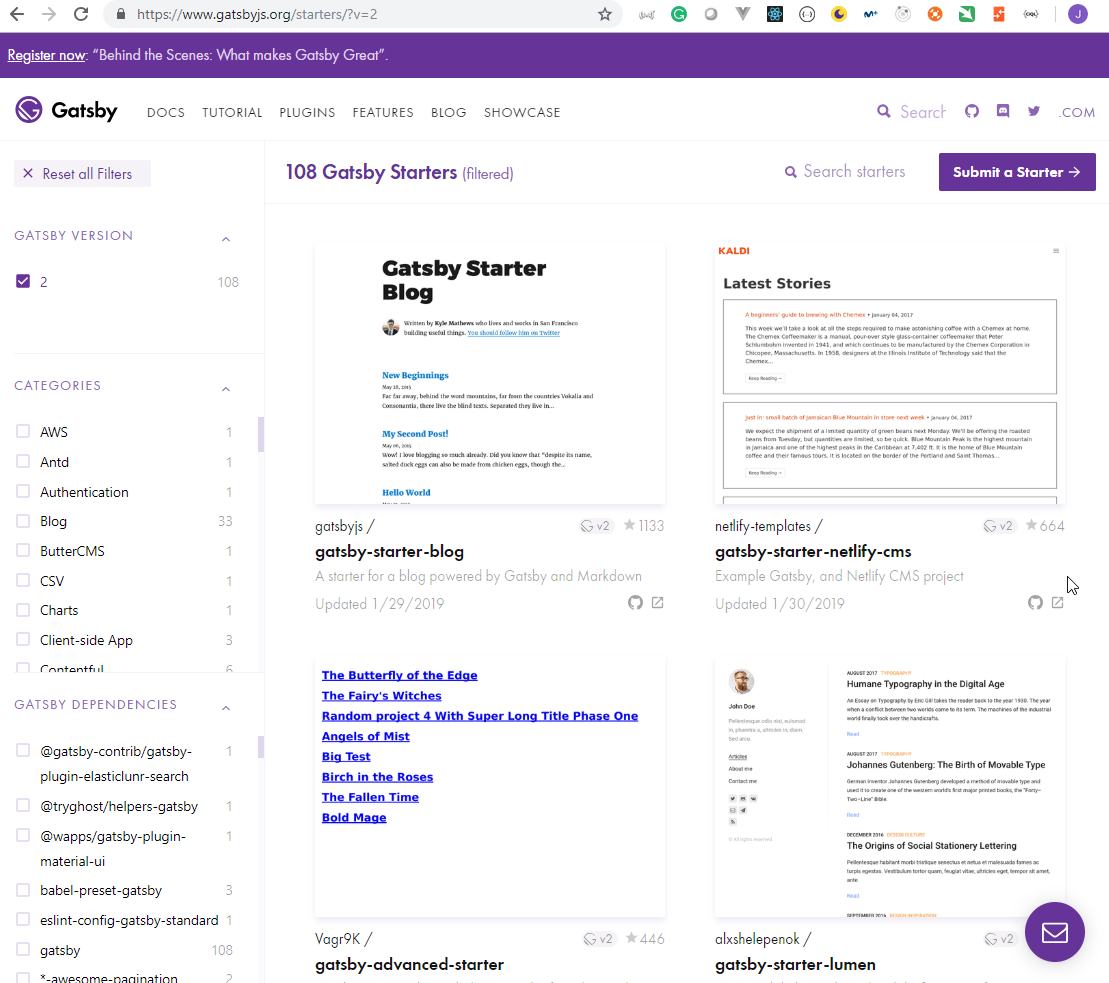 https://www.gatsbyjs.org/starters/?v=2
Register now: “Behind the Scenes: What makes Gatsby Great”.
Gatsby
DOCS TUTORIAL PLUGINS FEATURES BLOG SHOWCASE
Search
.COM
Reset all Filters
GATSBY VERSION
2 108
CATEGORIES
AWS 1
Antd 1
Authentication 1
Blog 33
ButterCMS 1
CSV 1
Charts 1
Client-side App 3
Contentful 6
GATSBY DEPENDENCIES
@gatsby-contrib/gatsby- 1
plugin-elasticlunr-search
@tryghost/helpers-gatsby 1
@wapps/gatsby-plugin- 1
material-ui
babel-preset-gatsby 3
eslint-config-gatsby-standard 1
gatsby 108
*-awesome-pagination 2
108 Gatsby Starters (filtered)
Search starters
Submit a Starter →
Gatsby Starter
Blog
Written by Kyle Mathews who lives and works in San Francisco
building useful things. You should follow him on Twitter
New Beginnings
May 28, 2015
Far far away, behind the word mountains, far from the countries Vokalia and
Consonantia, there live the blind texts. Separated they live in…
My Second Post!
May 06, 2015
Wow! I love blogging so much already. Did you know that “despite its name,
salted duck eggs can also be made from chicken eggs, though the…
Hello World
gatsbyjs /
v2 1133
gatsby-starter-blog
A starter for a blog powered by Gatsby and Markdown
Updated 1/29/2019
KALDI
Latest Stories
A beginners' guide to brewing with Chemex • January 04, 2017
This week we'll take a look at all the steps required to make astonishing coffee with a Chemex at home.
The Chemex Coffeemaker is a manual, pour-over style glass-container coffeemaker that Peter
Schlumbohm invented in 1941, and which continues to be manufactured by the Chemex Corporation in
Chicopee, Massachusetts. In 1958, designers at the Illinois Institute of Technology said that the
Chemex…
Keep Reading →
Just in: small batch of Jamaican Blue Mountain in store next week • January 04, 2017
We expect the shipment of a limited quantity of green beans next Monday. We'll be offering the roasted
beans from Tuesday, but quantities are limited, so be quick. Blue Mountain Peak is the highest mountain
in Jamaica and one of the highest peaks in the Caribbean at 7,402 ft. It is the home of Blue Mountain
coffee and their famous tours. It is located on the border of the Portland and Saint Thomas…
Keep Reading →
netlify-templates /
v2 664
gatsby-starter-netlify-cms
Example Gatsby, and Netlify CMS project
Updated 1/30/2019
The Butterfly of the Edge
The Fairy's Witches
Random project 4 With Super Long Title Phase One
Angels of Mist
Big Test
Birch in the Roses
The Fallen Time
Bold Mage
Vagr9K /
v2 446
gatsby-advanced-starter
John Doe
Pellentesque odio nisi, euismod
in, pharetra a, ultricies in, diam.
Sed arcu.
Articles
About me
Contact me
© All rights reserved.
AUGUST 2017 TYPOGRAPHY
Humane Typography in the Digital Age
An Essay on Typography by Eric Gill takes the reader back to the year 1930. The year
when a conflict between two worlds came to its term. The machines of the industrial
world finally took over the handicrafts.
Read
AUGUST 2017 TYPOGRAPHY
Johannes Gutenberg: The Birth of Movable Type
German inventor Johannes Gutenberg developed a method of movable type and
used it to create one of the western world's first major printed books, the “Forty–
Two–Line” Bible.
Read
DECEMBER 2016 DESIGN CULTURE
The Origins of Social Stationery Lettering
Pellentesque habitant morbi tristique senectus et netus et malesuada fames ac
turpis egestas. Vestibulum tortor quam, feugiat vitae, ultricies eget, tempor sit amet,
ante.
Read
SEPTEMBER 2016 DESIGN INSPIRATION
alxshelepenok /
v2
gatsby-starter-lumen